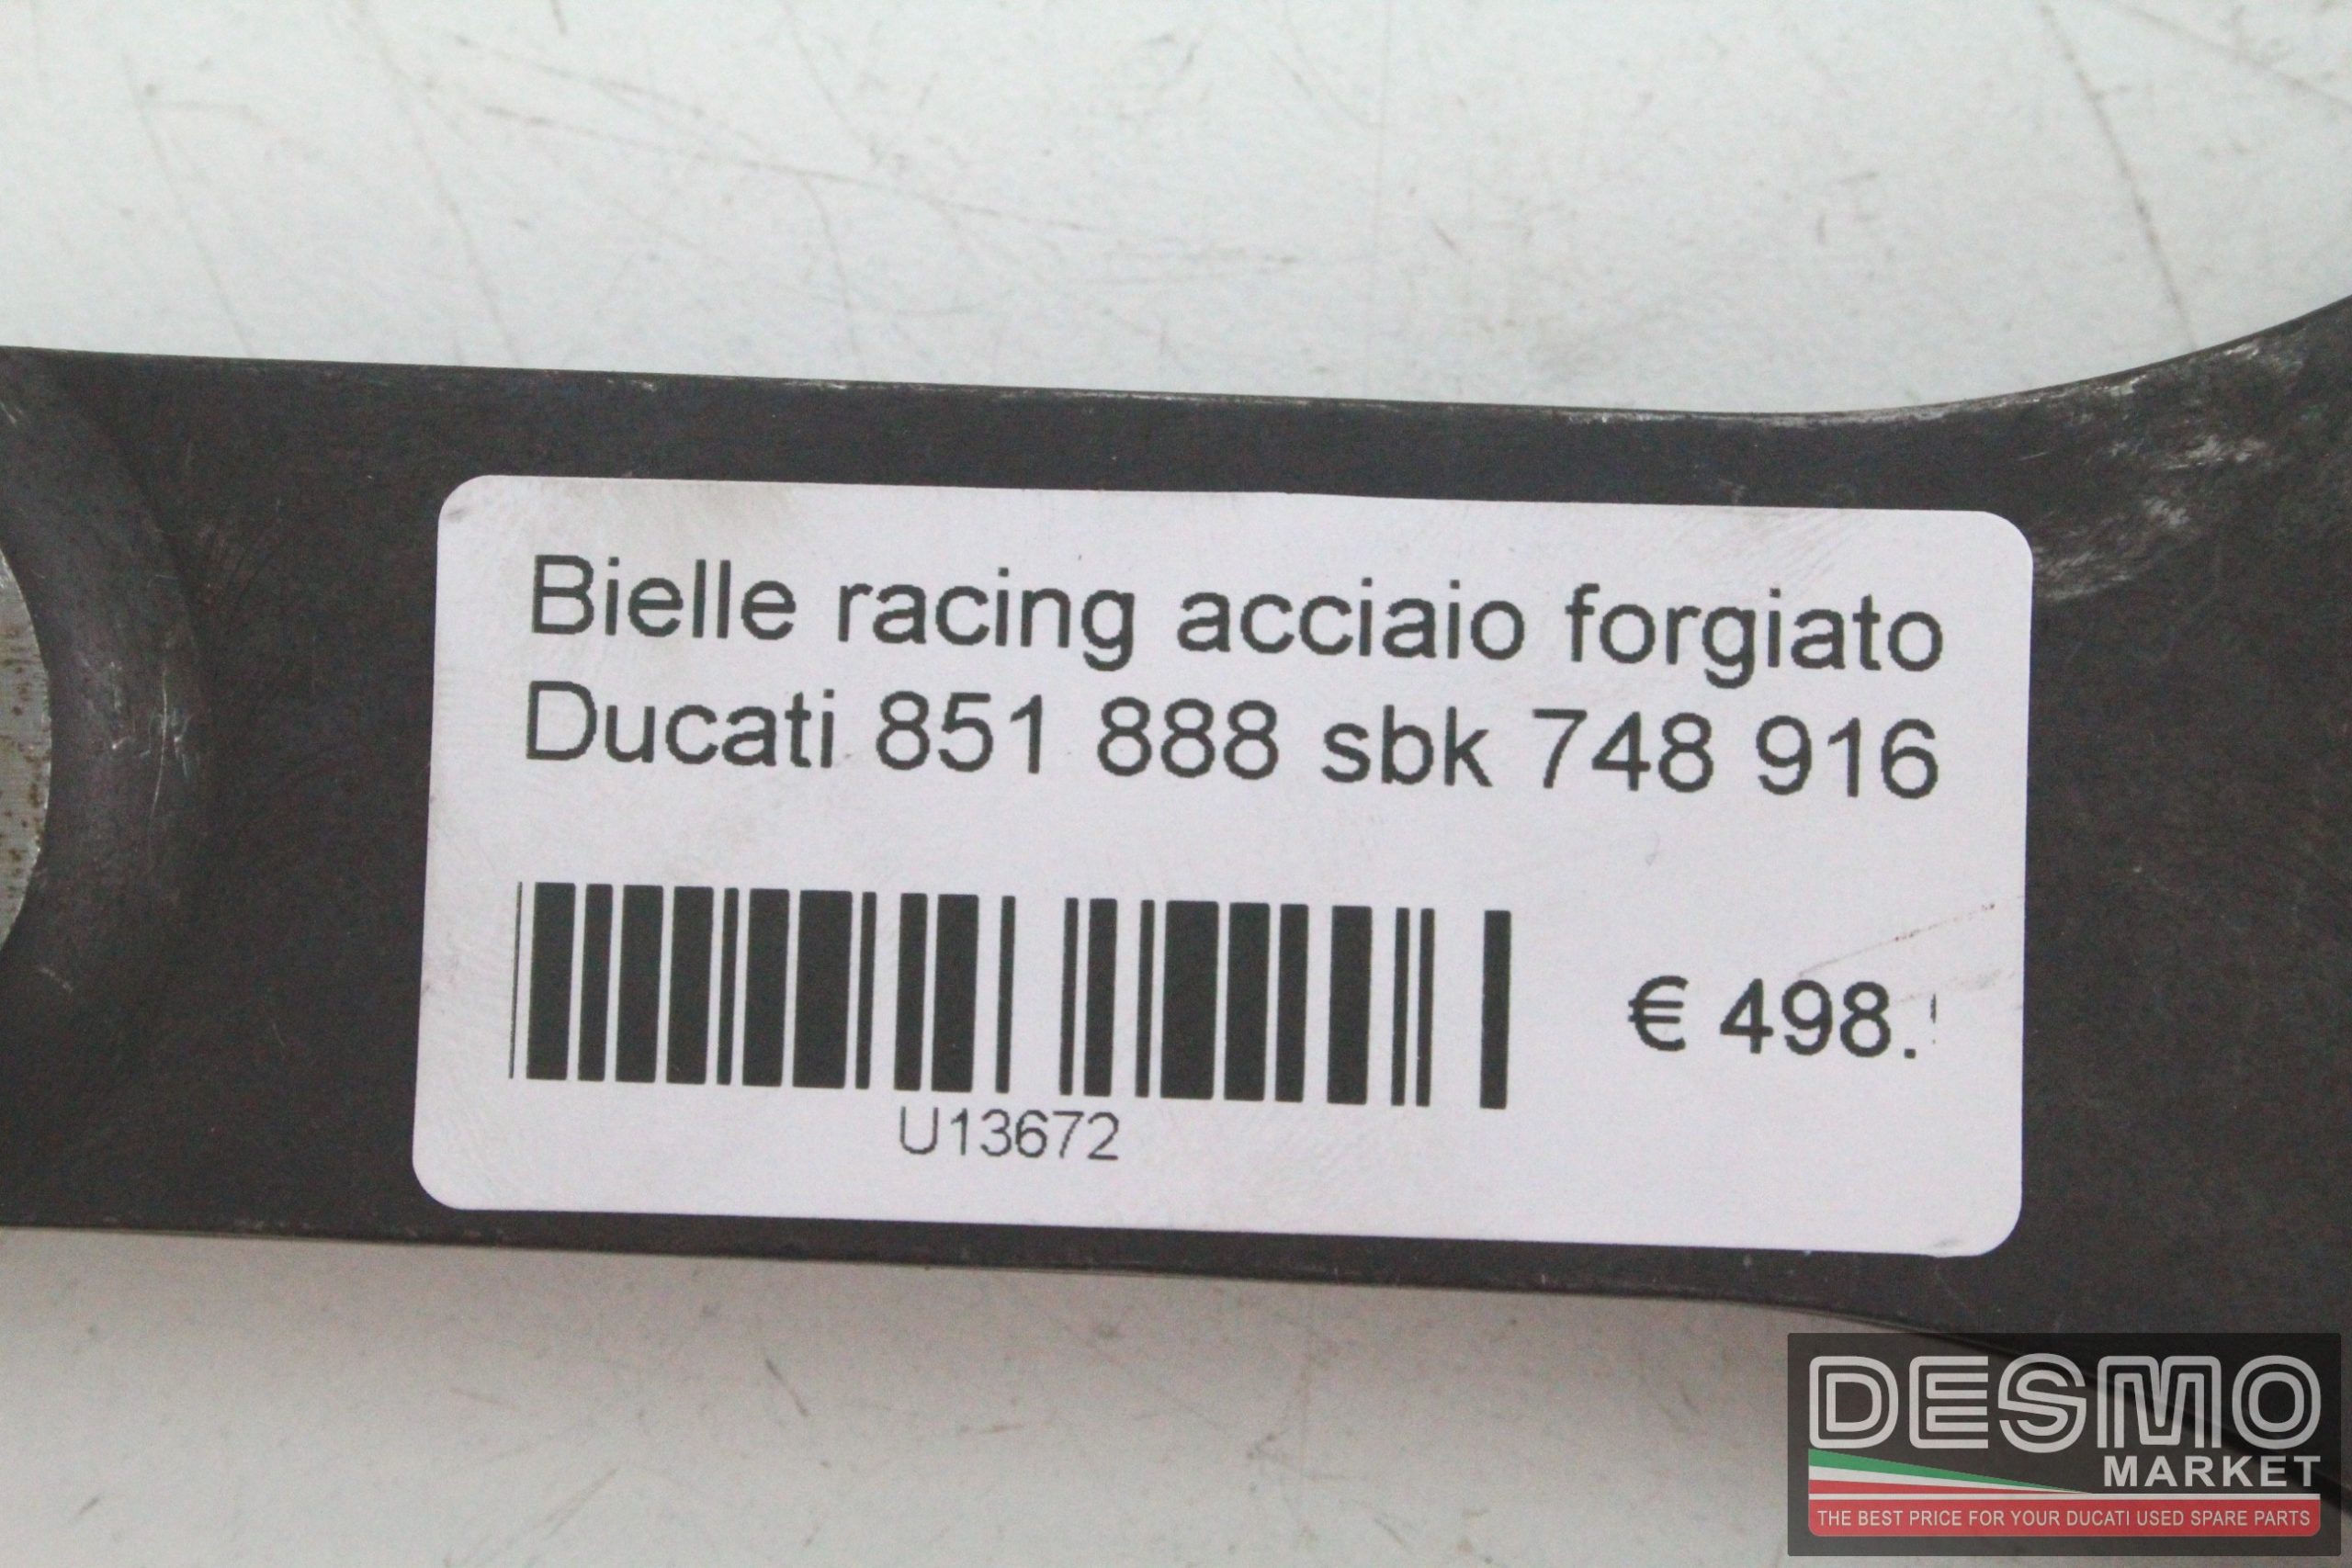 Bielle racing acciaio forgiato
Ducati 851 888 sbk 748 916
€ 498.
U13672
DESMO
MARKET
THE BEST PRICE FOR YOUR DUCATI USED SPARE PARTS